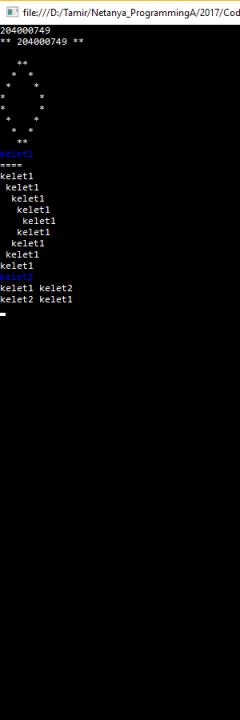 file:///D:/Tamir/Netanya_ProgrammingA/2017/Cod
204000749
** 204000749 **
   **
  *  *
 *    *
*      *
*      *
 *    *
  *  *
   **
kelet1
====
kelet1
 kelet1
  kelet1
   kelet1
    kelet1
   kelet1
  kelet1
 kelet1
kelet1
kelet2
kelet1 kelet2
kelet2 kelet1